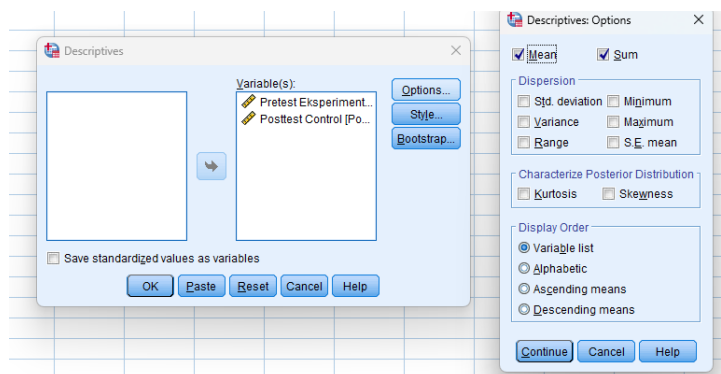 Descriptives
Variable(s):
Pretest Eksperiment...
Posttest Control [Po...
Options...
Style...
Bootstrap...
Save standardized values as variables
OK Paste Reset Cancel Help
Descriptives: Options
Mean Sum
Dispersion
Std. deviation Minimum
Variance Maximum
Range S.E. mean
Characterize Posterior Distribution
Kurtosis Skewness
Display Order
Variable list
Alphabetic
Ascending means
Descending means
Continue Cancel Help